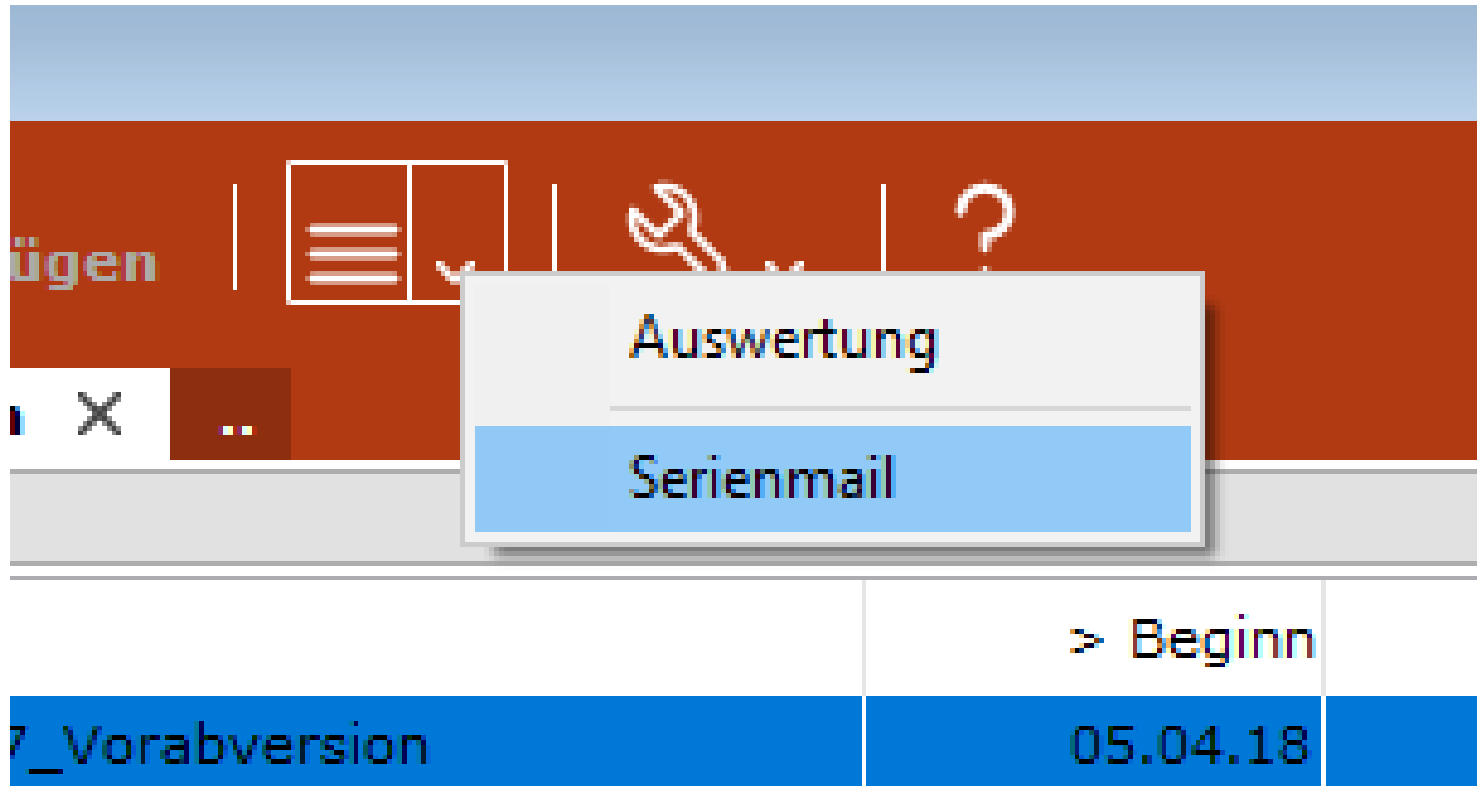 ügen
Auswertung
..
Serienmail
> Beginn
7_Vorabversion 05.04.18